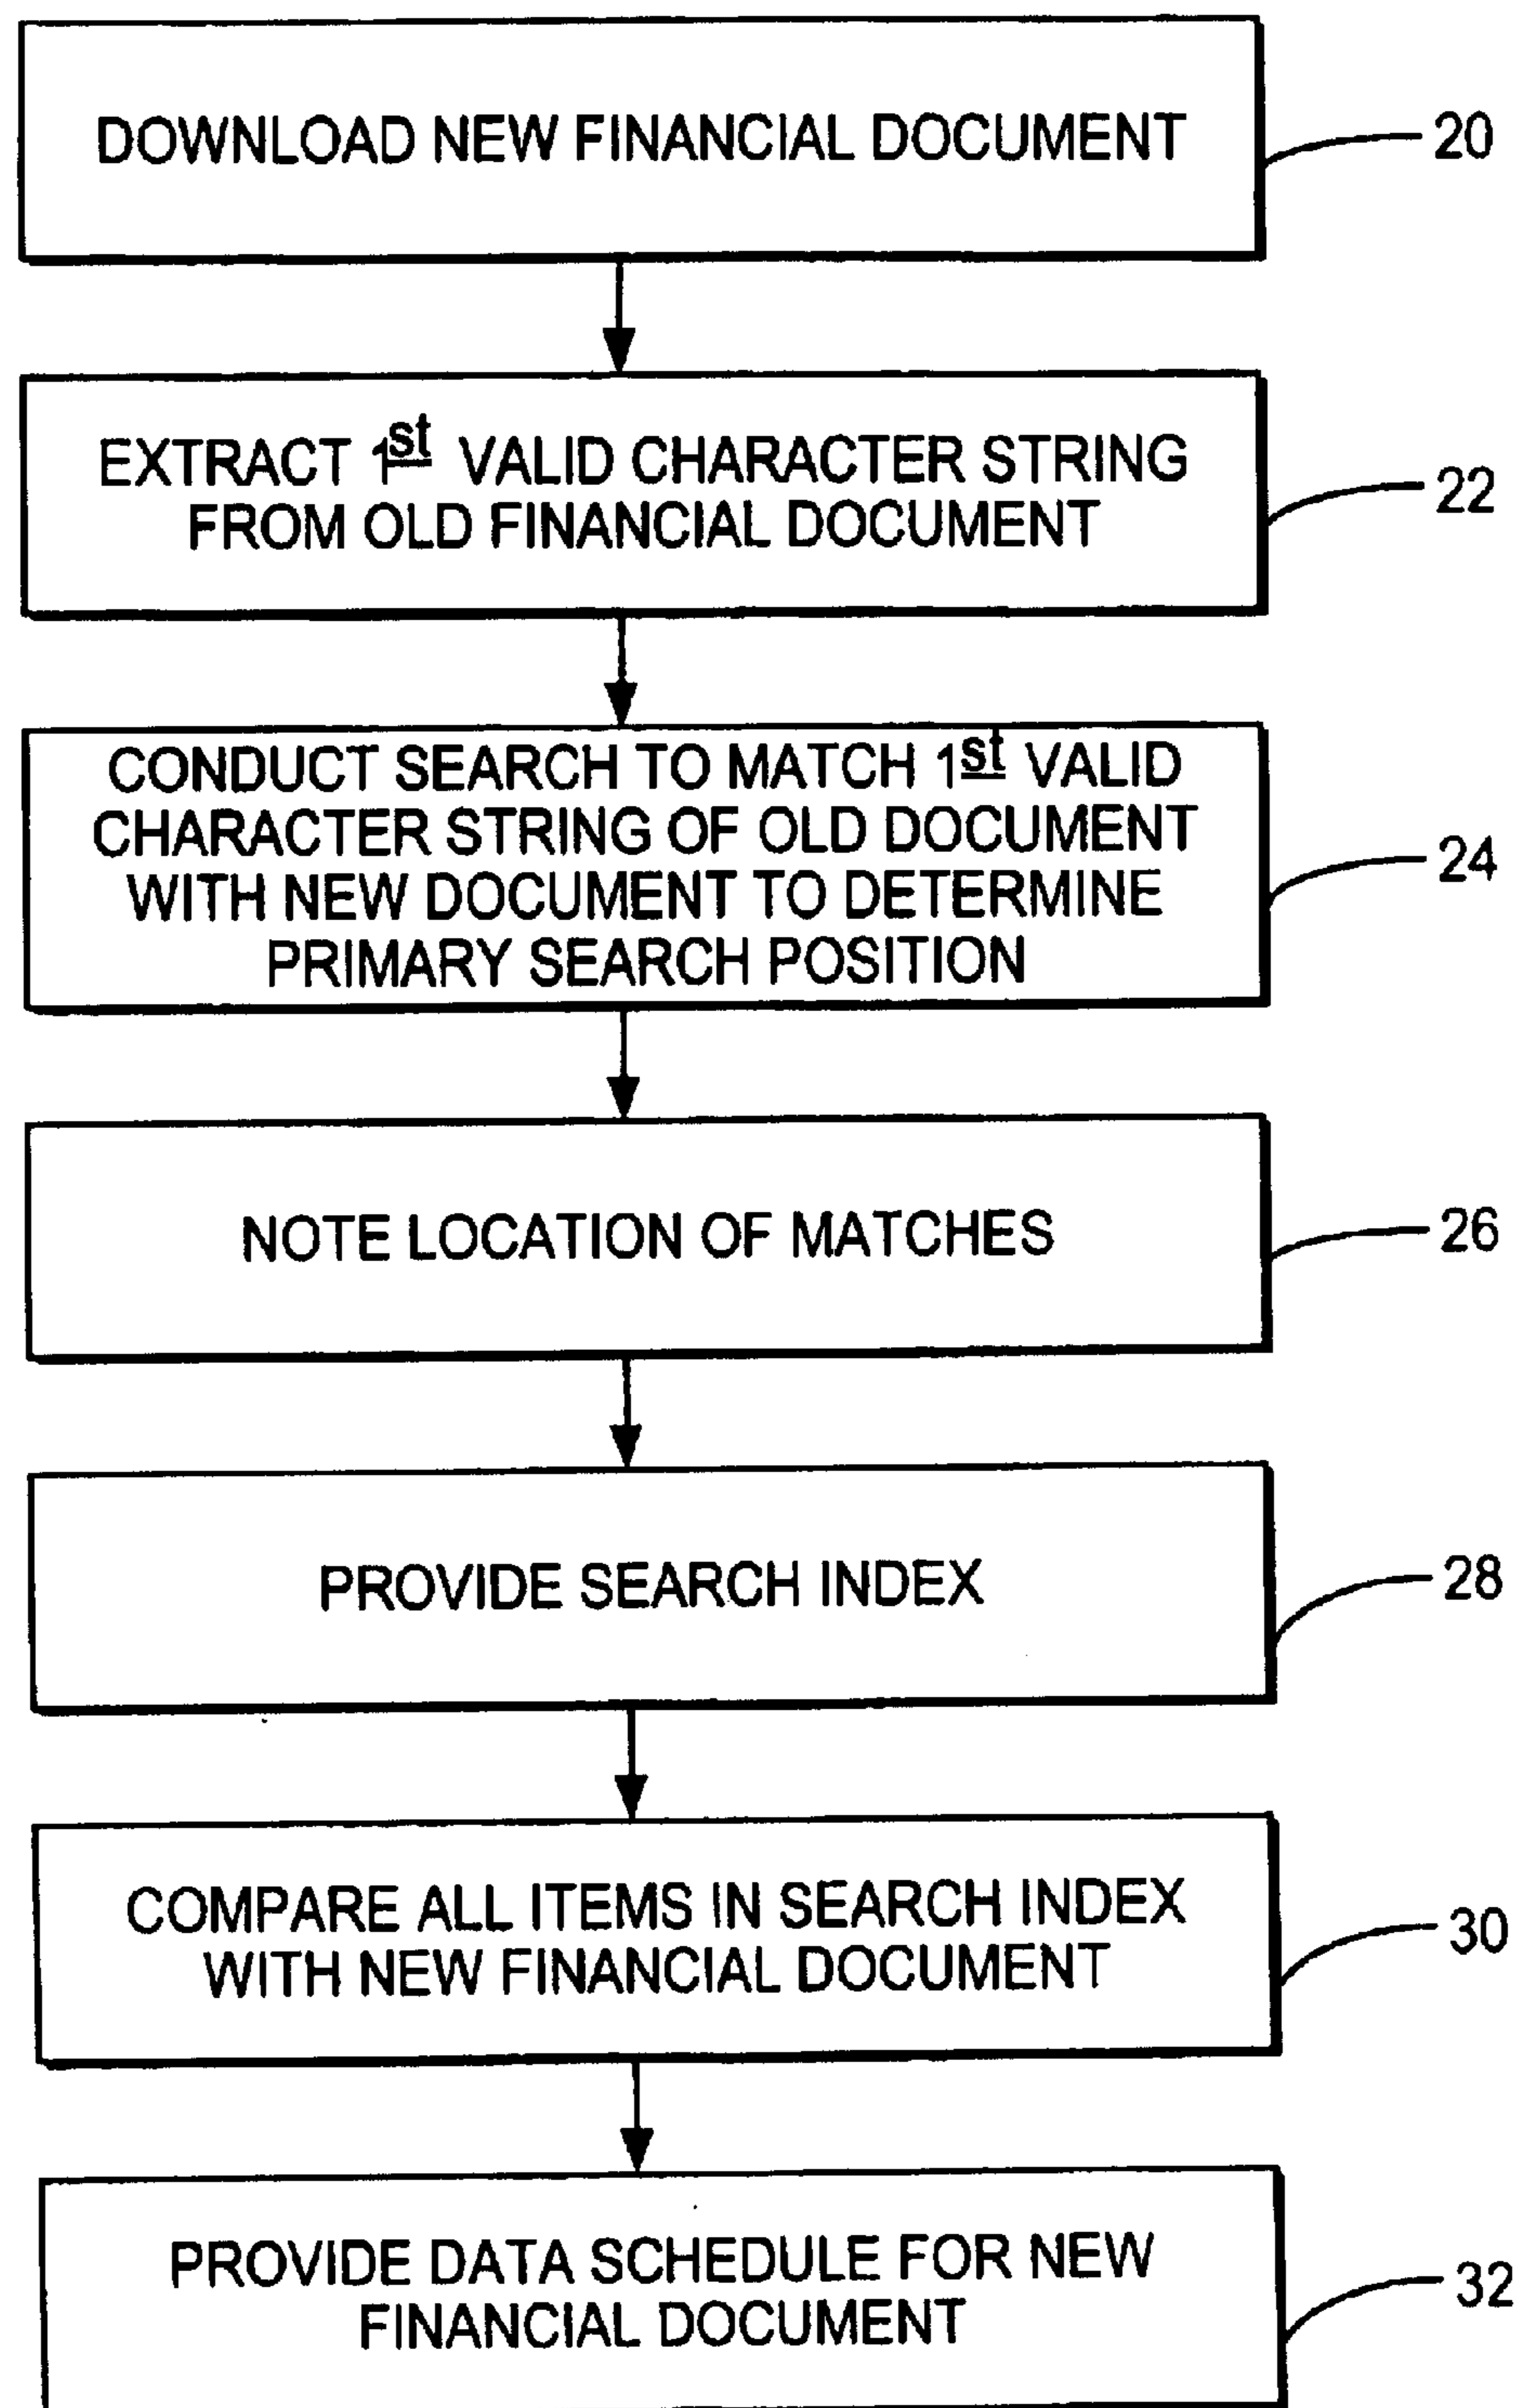 DOWNLOAD NEW FINANCIAL DOCUMENT
20
EXTRACT 1st VALID CHARACTER STRING
FROM OLD FINANCIAL DOCUMENT
22
CONDUCT SEARCH TO MATCH 1st VALID
CHARACTER STRING OF OLD DOCUMENT
WITH NEW DOCUMENT TO DETERMINE
PRIMARY SEARCH POSITION
24
NOTE LOCATION OF MATCHES
26
PROVIDE SEARCH INDEX
28
COMPARE ALL ITEMS IN SEARCH INDEX
WITH NEW FINANCIAL DOCUMENT
30
PROVIDE DATA SCHEDULE FOR NEW
FINANCIAL DOCUMENT
32